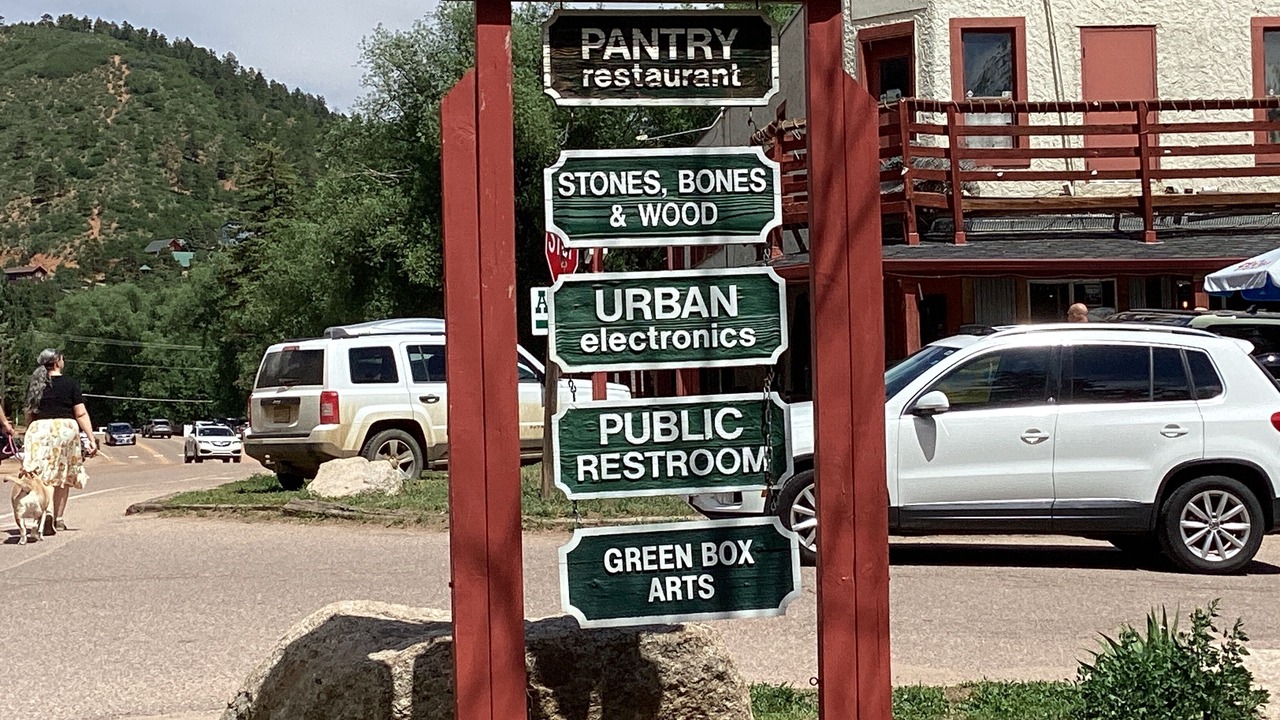 PANTRY
restaurant
STONES, BONES
& WOOD
URBAN
electronics
PUBLIC
RESTROOM
GREEN BOX
ARTS